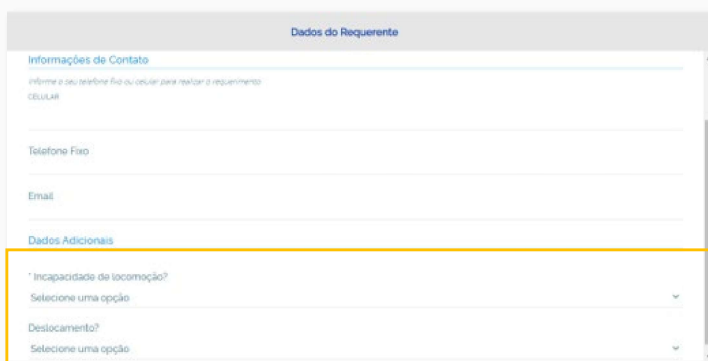 Dados do Requerente
Informações de Contato
Informe o seu telefone fixo ou celular para realizar o requerimento
CELULAR
Telefone Fixo
Email
Dados Adicionais
* Incapacidade de locomoção?
Selecione uma opção
Deslocamento?
Selecione uma opção